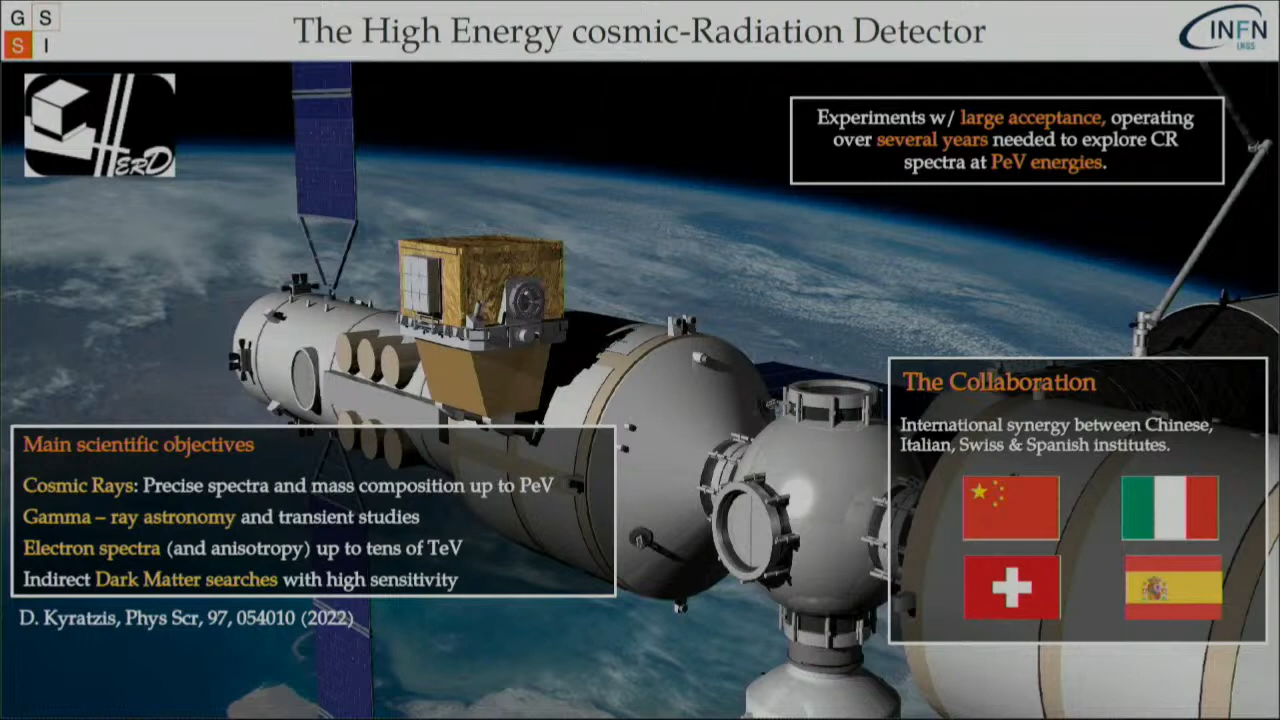 G S
S I
The High Energy cosmic-Radiation Detector
INFN
LNGS
HERD
Experiments w/ large acceptance, operating
over several years needed to explore CR
spectra at PeV energies.
The Collaboration
International synergy between Chinese,
Italian, Swiss & Spanish institutes.
Main scientific objectives
Cosmic Rays: Precise spectra and mass composition up to PeV
Gamma – ray astronomy and transient studies
Electron spectra (and anisotropy) up to tens of TeV
Indirect Dark Matter searches with high sensitivity
D. Kyratzis, Phys Scr, 97, 054010 (2022)